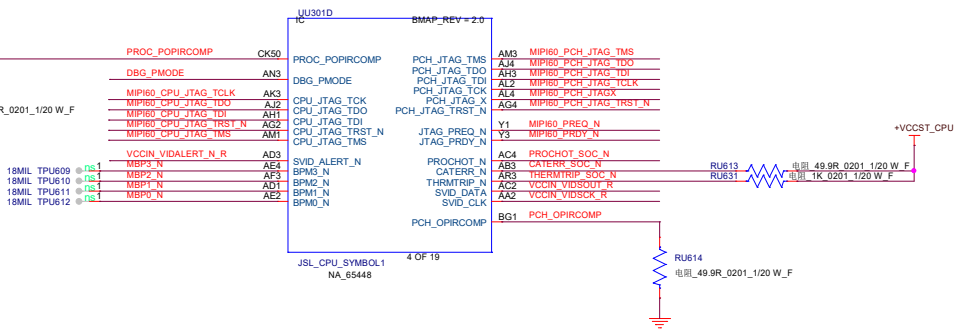 UU301D
IC BMAP_REV = 2.0
PROC_POPIRCOMP CK50 PROC_POPIRCOMP
DBG_PMODE AN3 DBG_PMODE
MIPI60_CPU_JTAG_TCLK AK3 CPU_JTAG_TCK
R_0201_1/20 W_F
MIPI60_CPU_JTAG_TDO AJ2 CPU_JTAG_TDO
MIPI60_CPU_JTAG_TDI AH1 CPU_JTAG_TDI
MIPI60_CPU_JTAG_TRST_N AG2 CPU_JTAG_TRST_N
MIPI60_CPU_JTAG_TMS AM1 CPU_JTAG_TMS
VCCIN_VIDALERT_N_R AD3 SVID_ALERT_N
18MIL TPU609 ns 1 MBP3_N AE4 BPM3_N
18MIL TPU610 ns 1 MBP2_N AF3 BPM2_N
18MIL TPU611 ns 1 MBP1_N AD1 BPM1_N
18MIL TPU612 ns 1 MBP0_N AE2 BPM0_N
PCH_JTAG_TMS AM3 MIPI60_PCH_JTAG_TMS
PCH_JTAG_TDO AJ4 MIPI60_PCH_JTAG_TDO
PCH_JTAG_TDI AH3 MIPI60_PCH_JTAG_TDI
PCH_JTAG_TCK AL2 MIPI60_PCH_JTAG_TCLK
PCH_JTAG_X AL4 MIPI60_PCH_JTAGX
PCH_JTAG_TRST_N AG4 MIPI60_PCH_JTAG_TRST_N
JTAG_PREQ_N Y1 MIPI60_PREQ_N
JTAG_PRDY_N Y3 MIPI60_PRDY_N
+VCCST_CPU
PROCHOT_N AC4 PROCHOT_SOC_N
CATERR_N AB3 CATERR_SOC_N RU613 电阻_49.9R_0201_1/20 W_F
THRMTRIP_N AR3 THERMTRIP_SOC_N RU631 电阻_1K_0201_1/20 W_F
SVID_DATA AC2 VCCIN_VIDSOUT_R
SVID_CLK AA2 VCCIN_VIDSCK_R
PCH_OPIRCOMP BG1 PCH_OPIRCOMP
JSL_CPU_SYMBOL1 4 OF 19
NA_65448
RU614
电阻_49.9R_0201_1/20 W_F